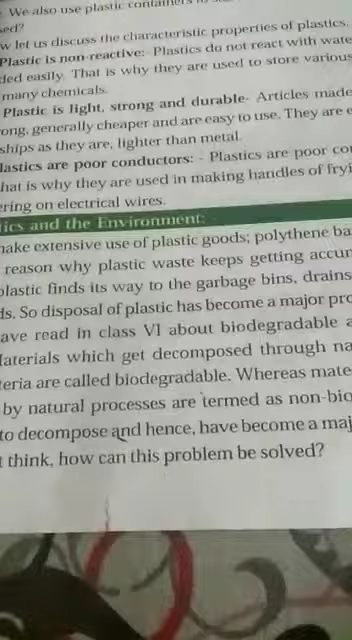 We also use plastic containers
sed?
w let us discuss the characteristic properties of plastics.
Plastic is non-reactive:- Plastics do not react with wate
ded easily. That is why they are used to store various
many chemicals.
Plastic is light, strong and durable- Articles made
ong, generally cheaper and are easy to use. They are e
ships as they are, lighter than metal.
lastics are poor conductors: - Plastics are poor co
hat is why they are used in making handles of fryi
ering on electrical wires.
tics and the Environment:
nake extensive use of plastic goods; polythene ba
reason why plastic waste keeps getting accun
plastic finds its way to the garbage bins, drains
ds. So disposal of plastic has become a major pro
ave read in class VI about biodegradable a
laterials which get decomposed through na
teria are called biodegradable. Whereas mate
by natural processes are termed as non-bio
to decompose and hence, have become a maj
t think, how can this problem be solved?